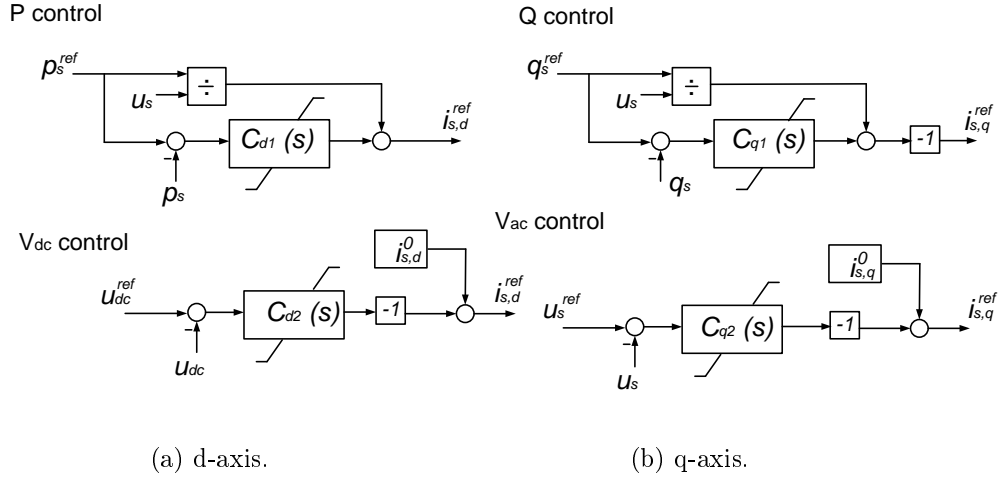 P control
p_s^ref
÷
u_s
C_d1 (s)
i_s,d^ref
-
p_s
Q control
q_s^ref
÷
u_s
C_q1 (s)
-1
i_s,q^ref
-
q_s
V_dc control
u_dc^ref
C_d2 (s)
-1
i_s,d^0
i_s,d^ref
-
u_dc
V_ac control
u_s^ref
C_q2 (s)
-1
i_s,q^0
i_s,q^ref
-
u_s
(a) d-axis.
(b) q-axis.